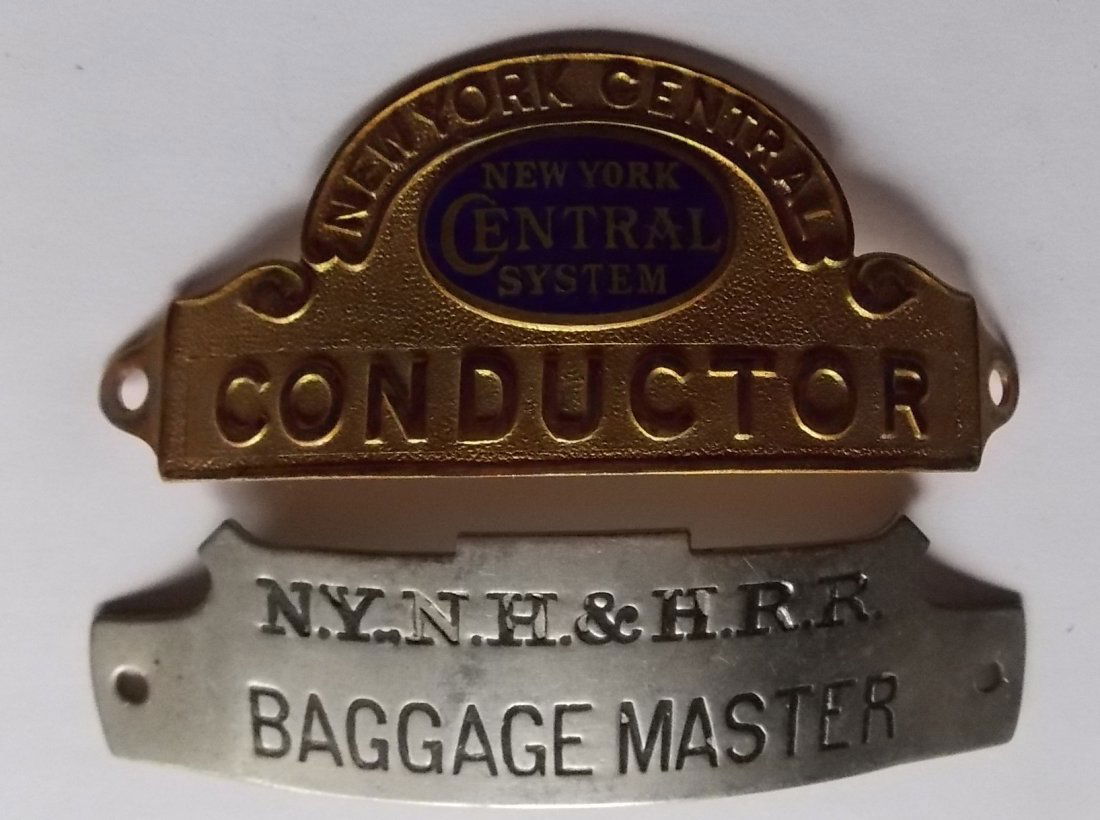 NEW YORK CENTRAL
NEW YORK
CENTRAL
SYSTEM
CONDUCTOR
N.Y.,N.H.&H.R.R.
BAGGAGE MASTER